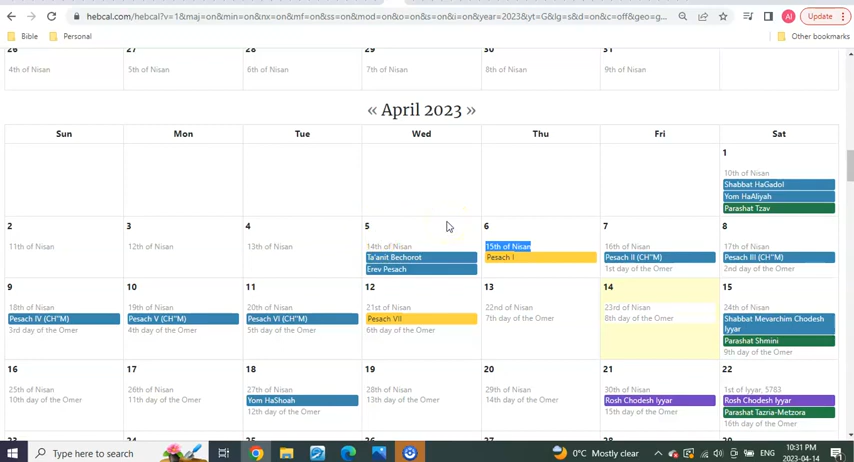 hebcal.com/hebcal?v=1&maj=on&min=on&nx=on&mf=on&ss=on&mod=on&o=on&s=on&i=on&year=2023&yt=G&lg=s&d=on&c=off&geo=g...
AI
Update
Bible
Personal
Other bookmarks
26
27
28
29
30
31
4th of Nisan
5th of Nisan
6th of Nisan
7th of Nisan
8th of Nisan
9th of Nisan
« April 2023 »
Sun
Mon
Tue
Wed
Thu
Fri
Sat
1
10th of Nisan
Shabbat HaGadol
Yom HaAliyah
Parashat Tzav
2
11th of Nisan
3
12th of Nisan
4
13th of Nisan
5
14th of Nisan
Ta'anit Bechorot
Erev Pesach
6
15th of Nisan
Pesach I
7
16th of Nisan
Pesach II (CH"M)
1st day of the Omer
8
17th of Nisan
Pesach III (CH"M)
2nd day of the Omer
9
18th of Nisan
Pesach IV (CH"M)
3rd day of the Omer
10
19th of Nisan
Pesach V (CH"M)
4th day of the Omer
11
20th of Nisan
Pesach VI (CH"M)
5th day of the Omer
12
21st of Nisan
Pesach VII
6th day of the Omer
13
22nd of Nisan
7th day of the Omer
14
23rd of Nisan
8th day of the Omer
15
24th of Nisan
Shabbat Mevarchim Chodesh
Iyyar
Parashat Shmini
9th day of the Omer
16
25th of Nisan
10th day of the Omer
17
26th of Nisan
11th day of the Omer
18
27th of Nisan
Yom HaShoah
12th day of the Omer
19
28th of Nisan
13th day of the Omer
20
29th of Nisan
14th day of the Omer
21
30th of Nisan
Rosh Chodesh Iyyar
15th day of the Omer
22
1st of Iyyar, 5783
Rosh Chodesh Iyyar
Parashat Tazria-Metzora
16th day of the Omer
Type here to search
0°C Mostly clear
ENG
10:31 PM
2023-04-14